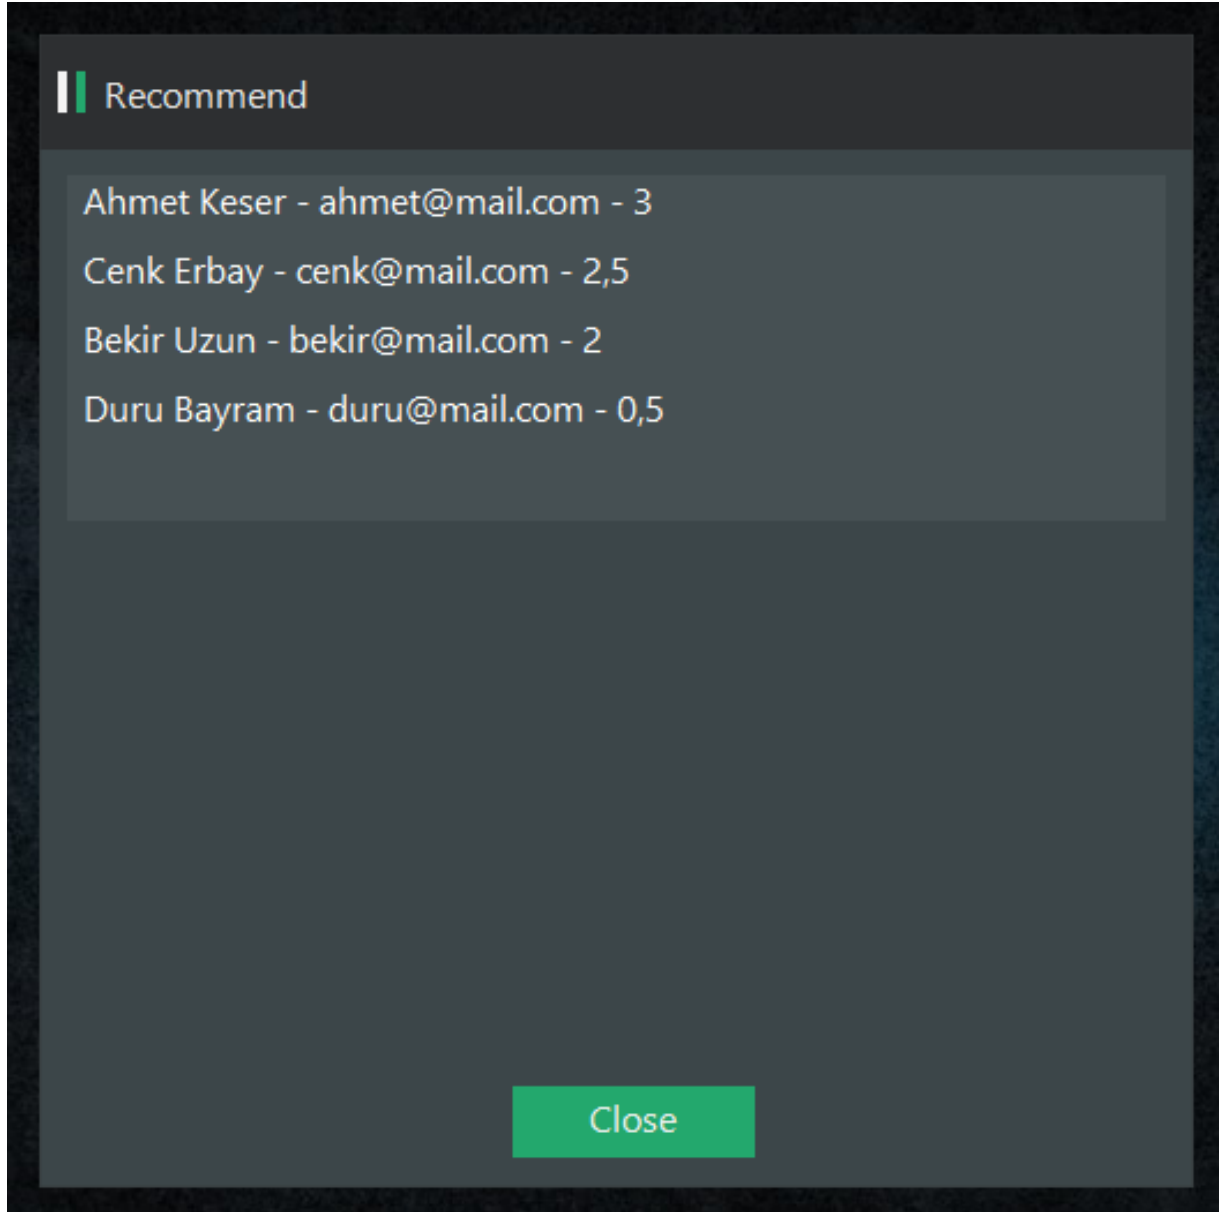 Recommend
Ahmet Keser - ahmet@mail.com - 3
Cenk Erbay - cenk@mail.com - 2,5
Bekir Uzun - bekir@mail.com - 2
Duru Bayram - duru@mail.com - 0,5
Close